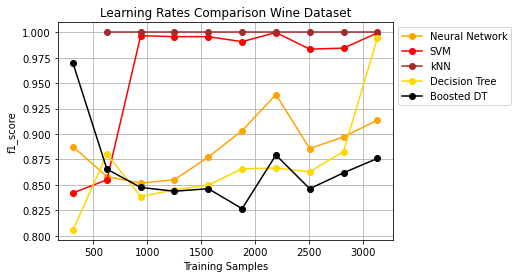 Learning Rates Comparison Wine Dataset
1.000
0.975
0.950
0.925
0.900
0.875
0.850
0.825
0.800
f1_score
500
1000
1500
2000
2500
3000
Training Samples
Neural Network
SVM
kNN
Decision Tree
Boosted DT